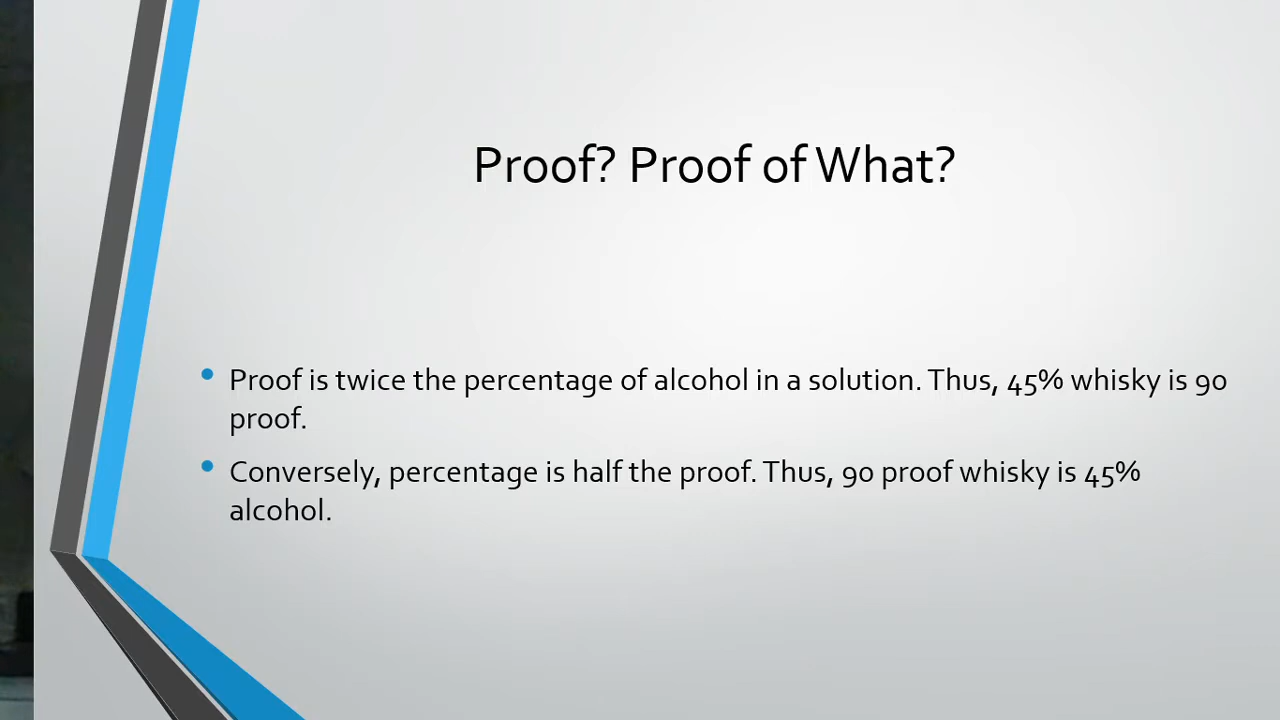 Proof? Proof of What?
• Proof is twice the percentage of alcohol in a solution. Thus, 45% whisky is 90
proof.
• Conversely, percentage is half the proof. Thus, 90 proof whisky is 45%
alcohol.